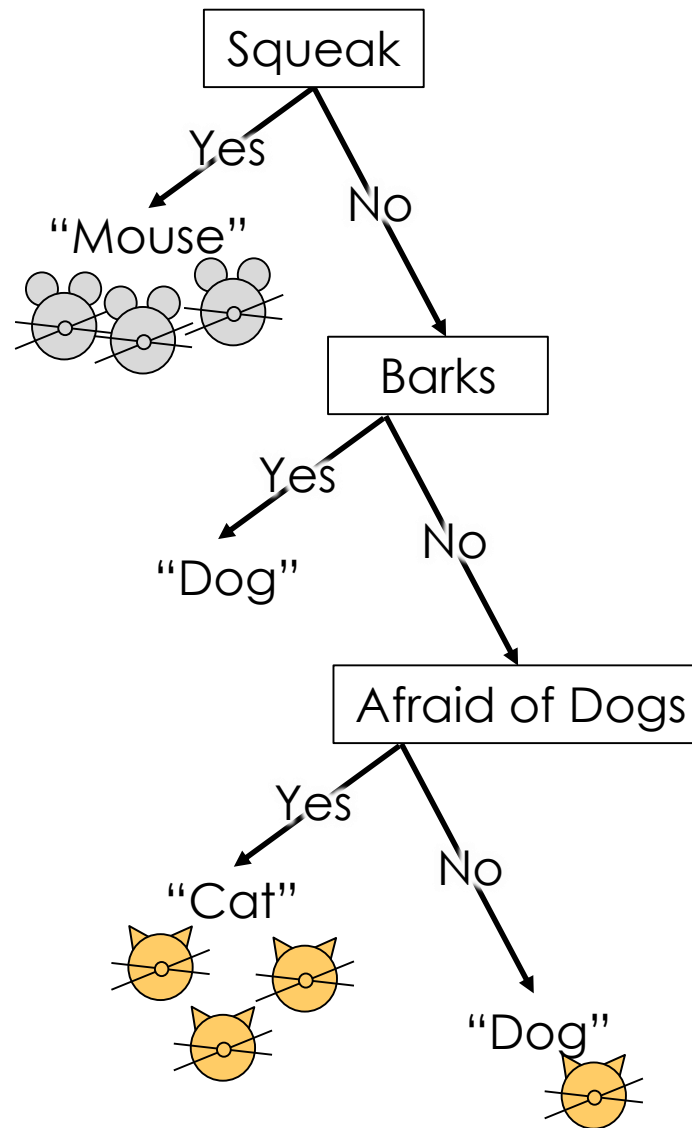 Squeak
Yes
No
“Mouse”
Barks
Yes
No
“Dog”
Afraid of Dogs
Yes
No
“Cat”
“Dog”